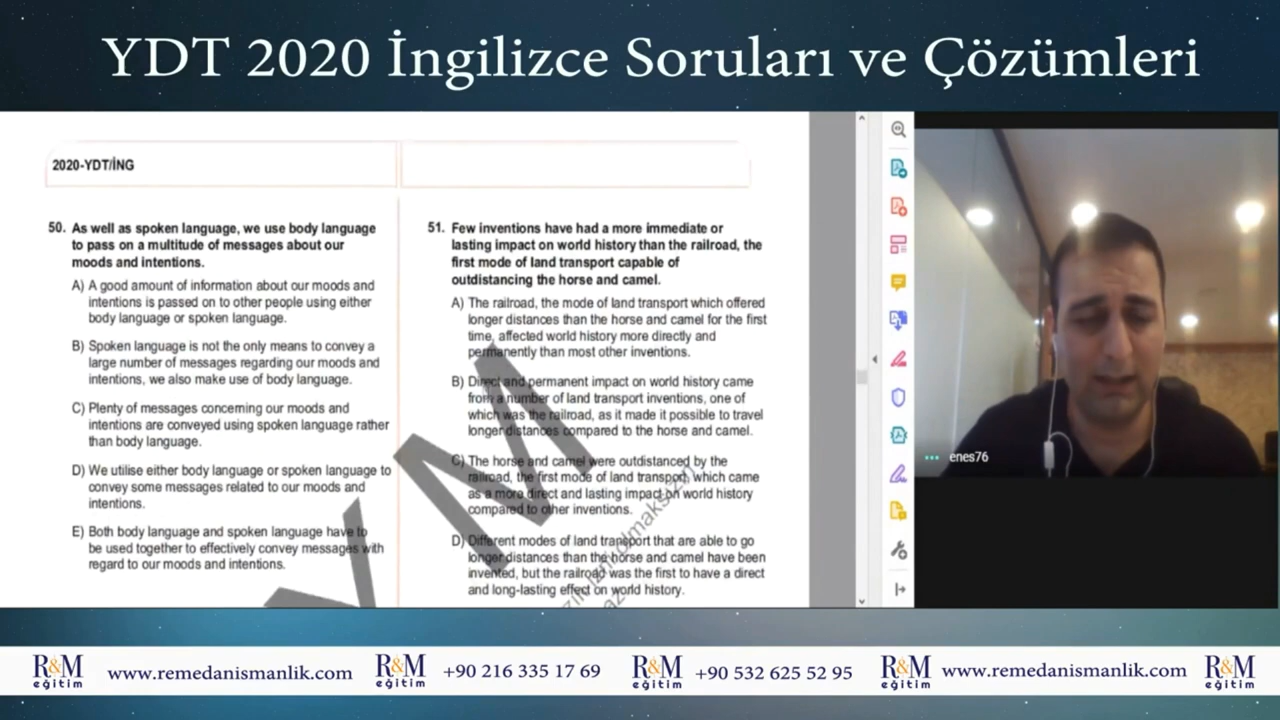 YDT 2020 İngilizce Soruları ve Çözümleri
2020-YDT/İNG
50. As well as spoken language, we use body language
to pass on a multitude of messages about our
moods and intentions.
A) A good amount of information about our moods and
intentions is passed on to other people using either
body language or spoken language.
B) Spoken language is not the only means to convey a
large number of messages regarding our moods and
intentions, we also make use of body language.
C) Plenty of messages concerning our moods and
intentions are conveyed using spoken language rather
than body language.
D) We utilise either body language or spoken language to
convey some messages related to our moods and
intentions.
E) Both body language and spoken language have to
be used together to effectively convey messages with
regard to our moods and intentions.
51. Few inventions have had a more immediate or
lasting impact on world history than the railroad, the
first mode of land transport capable of
outdistancing the horse and camel.
A) The railroad, the mode of land transport which offered
longer distances than the horse and camel for the first
time, affected world history more directly and
permanently than most other inventions.
B) Direct and permanent impact on world history came
from a number of land transport inventions, one of
which was the railroad, as it made it possible to travel
longer distances compared to the horse and camel.
C) The horse and camel were outdistanced by the
railroad, the first mode of land transport, which came
as a more direct and lasting impact on world history
compared to other inventions.
D) Different modes of land transport that are able to go
longer distances than the horse and camel have been
invented, but the railroad was the first to have a direct
and long-lasting effect on world history.
YM
enes76
R&M eğitim www.remedanismanlik.com R&M eğitim +90 216 335 17 69 R&M eğitim +90 532 625 52 95 R&M eğitim www.remedanismanlik.com R&M eğitim